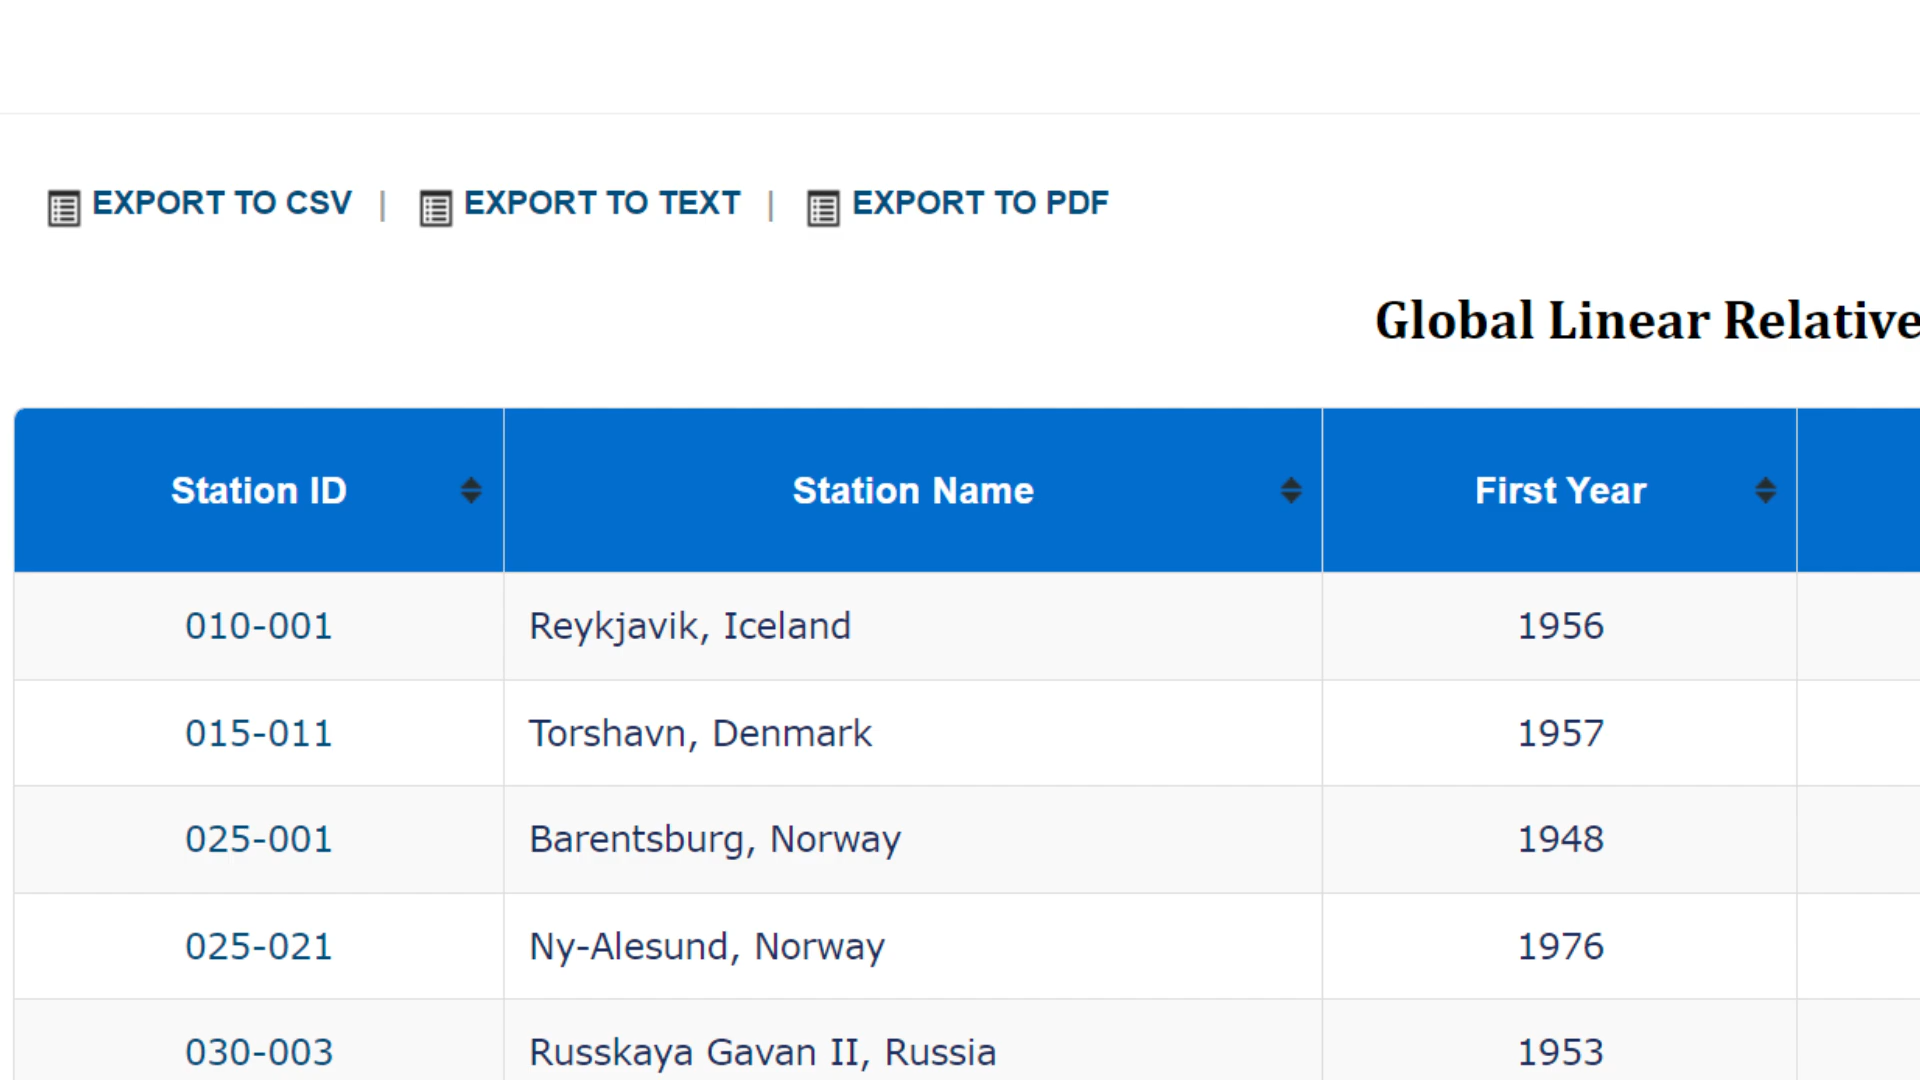 EXPORT TO CSV | EXPORT TO TEXT | EXPORT TO PDF
Global Linear Relative
Station ID Station Name First Year
010-001 Reykjavik, Iceland 1956
015-011 Torshavn, Denmark 1957
025-001 Barentsburg, Norway 1948
025-021 Ny-Alesund, Norway 1976
030-003 Russkaya Gavan II, Russia 1953